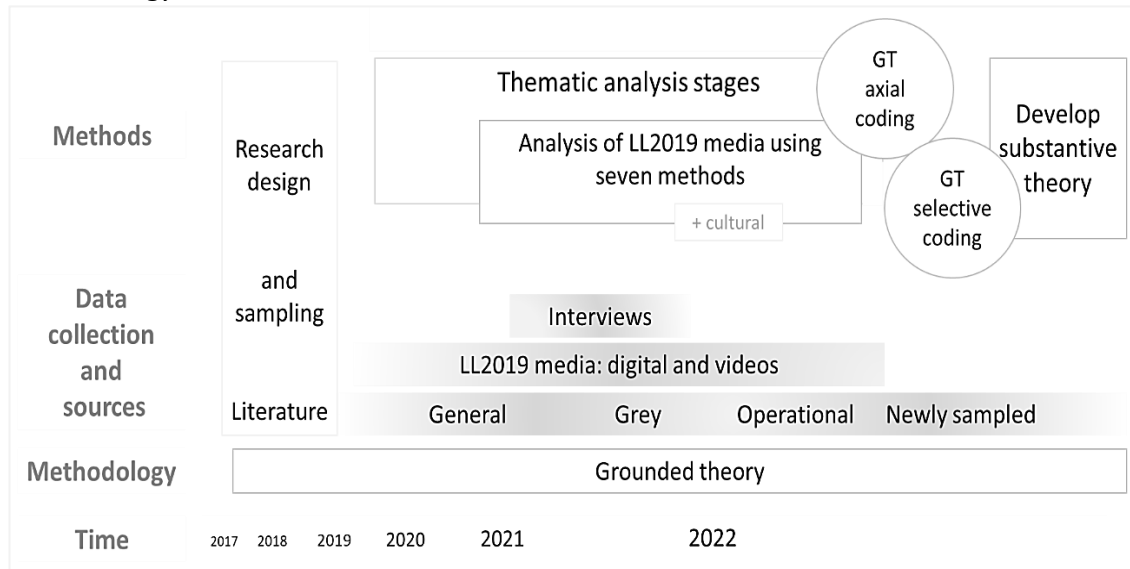 Methods
Research
design
and
sampling
Literature
Thematic analysis stages
Analysis of LL2019 media using
seven methods
+ cultural
GT
axial
coding
GT
selective
coding
Develop
substantive
theory
Data
collection
and
sources
Interviews
LL2019 media: digital and videos
General Grey Operational Newly sampled
Methodology
Grounded theory
Time
2017 2018 2019 2020 2021 2022